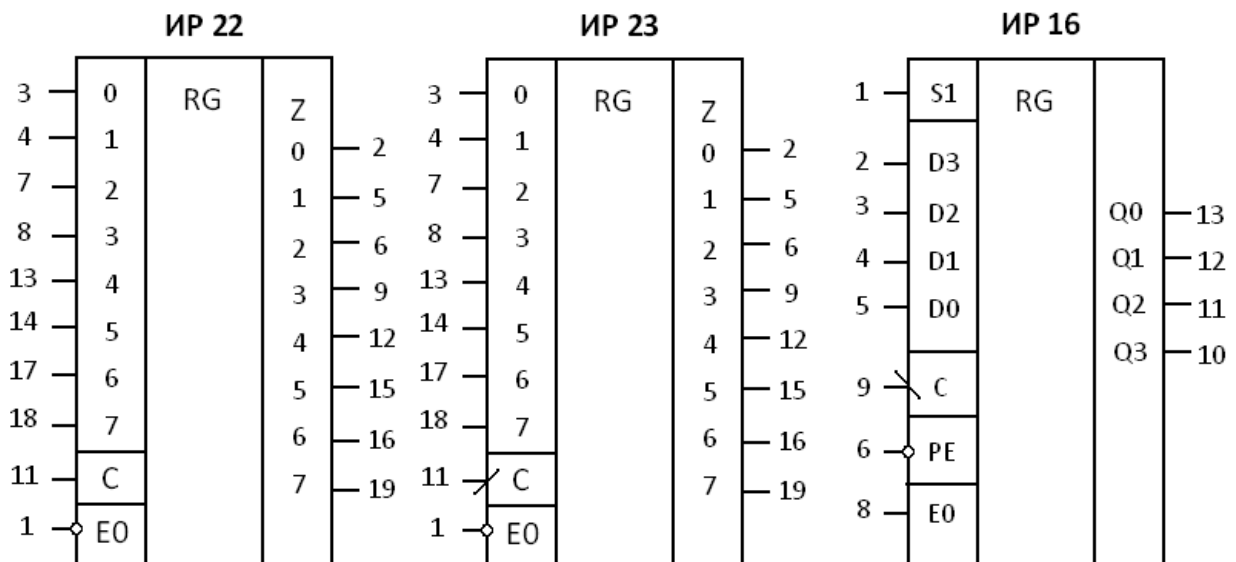 ИР 22
3 0 RG Z
4 1 0 2
7 2 1 5
8 3 2 6
13 4 3 9
14 5 4 12
17 6 5 15
18 7 6 16
11 C 7 19
1 E0
ИР 23
3 0 RG Z
4 1 0 2
7 2 1 5
8 3 2 6
13 4 3 9
14 5 4 12
17 6 5 15
18 7 6 16
11 C 7 19
1 E0
ИР 16
1 S1 RG
2 D3
3 D2 Q0 13
4 D1 Q1 12
5 D0 Q2 11
Q3 10
9 C
6 PE
8 E0